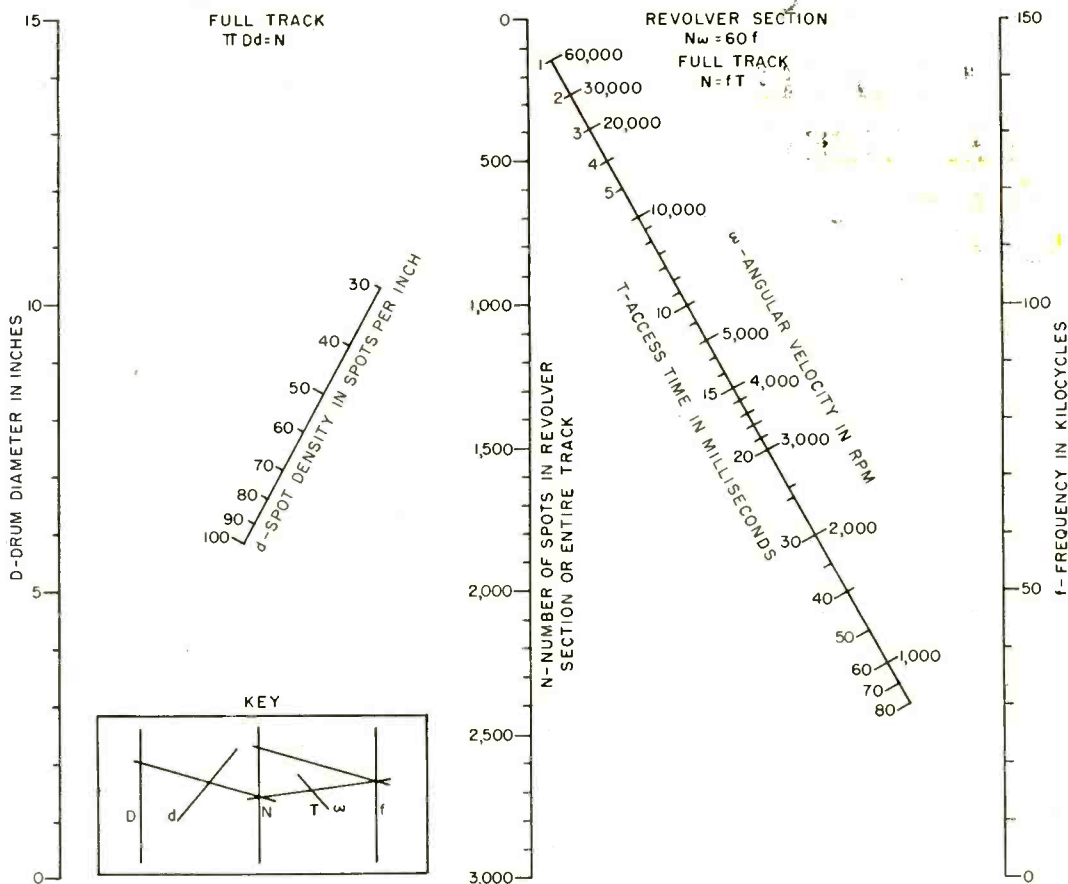 FULL TRACK
πDd=N
REVOLVER SECTION
Nω=60f
FULL TRACK
N=fT
15
10
5
0
D-DRUM DIAMETER IN INCHES
30
40
50
60
70
80
90
100
d-SPOT DENSITY IN SPOTS PER INCH
0
500
1,000
1,500
2,000
2,500
3,000
N-NUMBER OF SPOTS IN REVOLVER
SECTION OR ENTIRE TRACK
1
2
3
4
5
10
15
20
30
40
50
60
70
80
T-ACCESS TIME IN MILLISECONDS
60,000
30,000
20,000
10,000
5,000
4,000
3,000
2,000
1,000
ω-ANGULAR VELOCITY IN RPM
150
100
50
0
f-FREQUENCY IN KILOCYCLES
KEY
D
d
N
T
ω
f